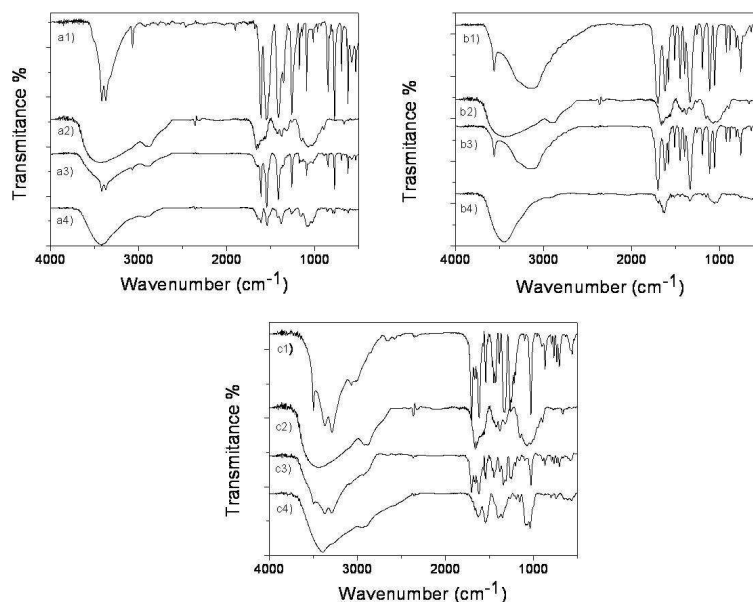 Transmitance %
a1)
a2)
a3)
a4)
4000 3000 2000 1000
Wavenumber (cm-1)
Trasmitance %
b1)
b2)
b3)
b4)
4000 3000 2000 1000
Wavenumber (cm-1)
Transmitance %
c1)
c2)
c3)
c4)
4000 3000 2000 1000
Wavenumber (cm-1)